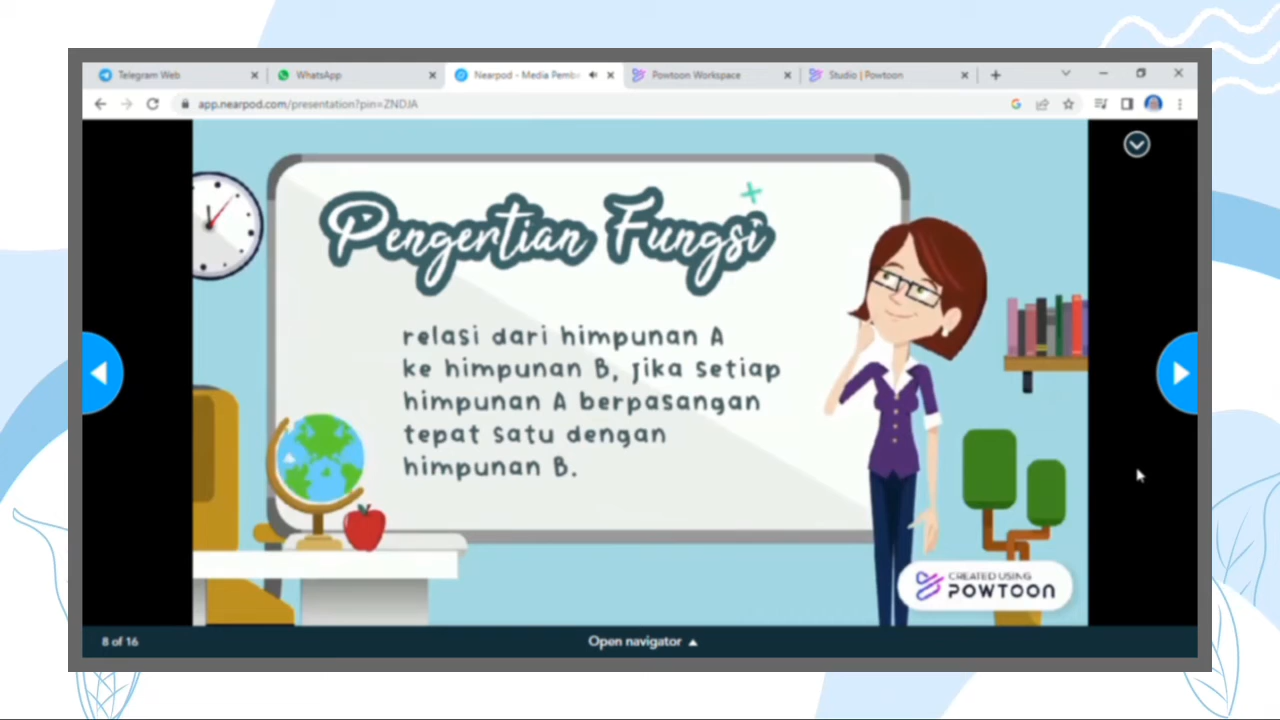 Telegram Web
WhatsApp
Nearpod - Media Pemb
Powtoon Workspace
Studio | Powtoon
app.nearpod.com/presentation?pin=ZNDJA
Pengertian Fungsi
relasi dari himpunan A
ke himpunan B, jika setiap
himpunan A berpasangan
tepat satu dengan
himpunan B.
CREATED USING
POWTOON
8 of 16
Open navigator